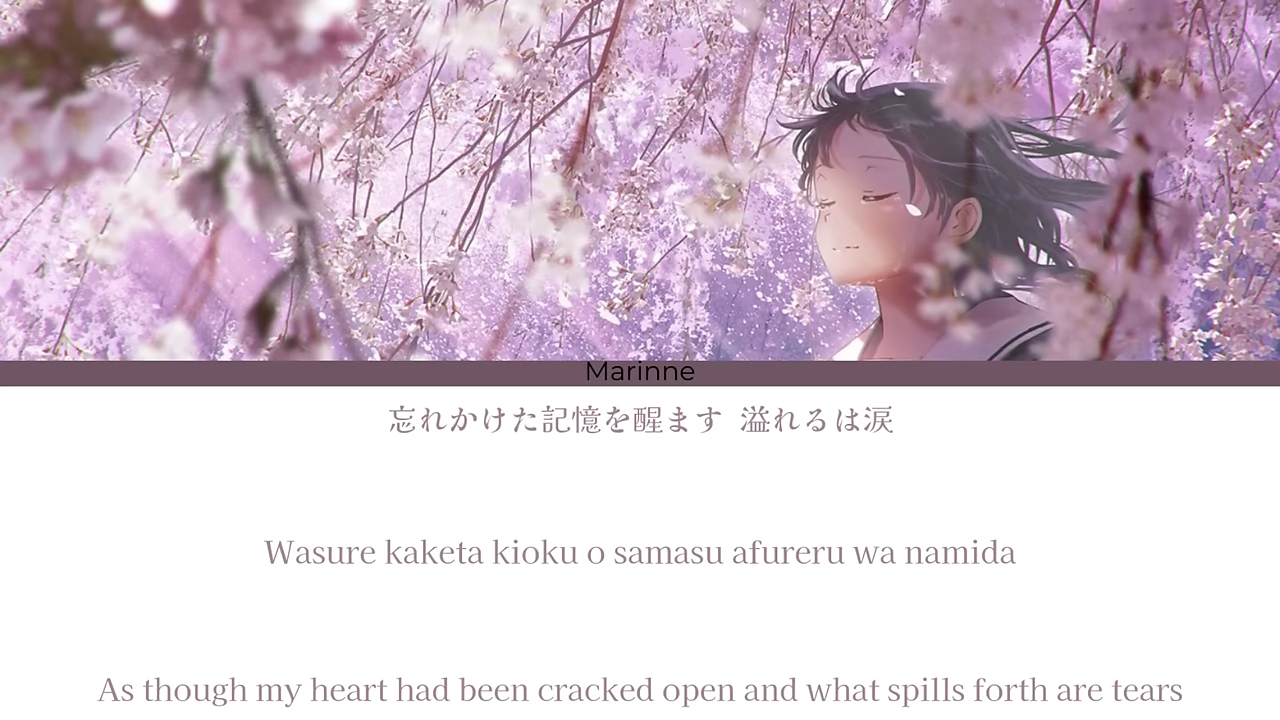 Marinne
忘れかけた記憶を醒ます 溢れるは涙
Wasure kaketa kioku o samasu afureru wa namida
As though my heart had been cracked open and what spills forth are tears